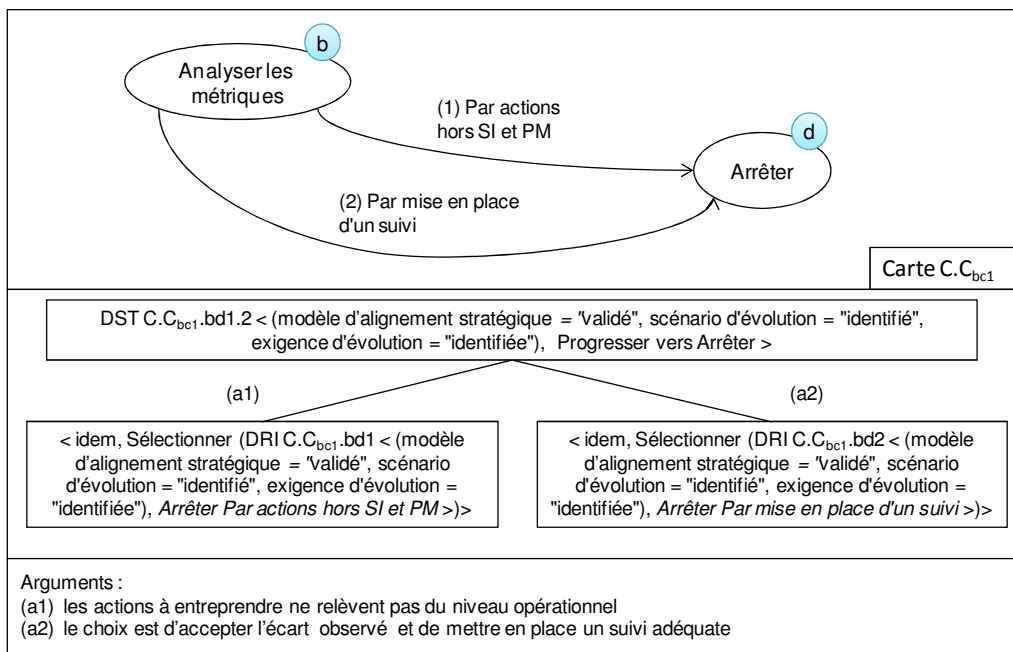 b
Analyser les
métriques
(1) Par actions
hors SI et PM
d
Arrêter
(2) Par mise en place
d'un suivi
Carte C.Cbc1
DST C.Cbc1.bd1.2 < (modèle d'alignement stratégique = "validé", scénario d'évolution = "identifié",
exigence d'évolution = "identifiée"), Progresser vers Arrêter >
(a1)
(a2)
< idem, Sélectionner (DRI C.Cbc1.bd1 < (modèle
d'alignement stratégique = "validé", scénario
d'évolution = "identifié", exigence d'évolution =
"identifiée"), Arrêter Par actions hors SI et PM >)>
< idem, Sélectionner (DRI C.Cbc1.bd2 < (modèle
d'alignement stratégique = "validé", scénario
d'évolution = "identifié", exigence d'évolution =
"identifiée"), Arrêter Par mise en place d'un suivi >)>
Arguments :
(a1) les actions à entreprendre ne relèvent pas du niveau opérationnel
(a2) le choix est d'accepter l'écart observé et de mettre en place un suivi adéquate